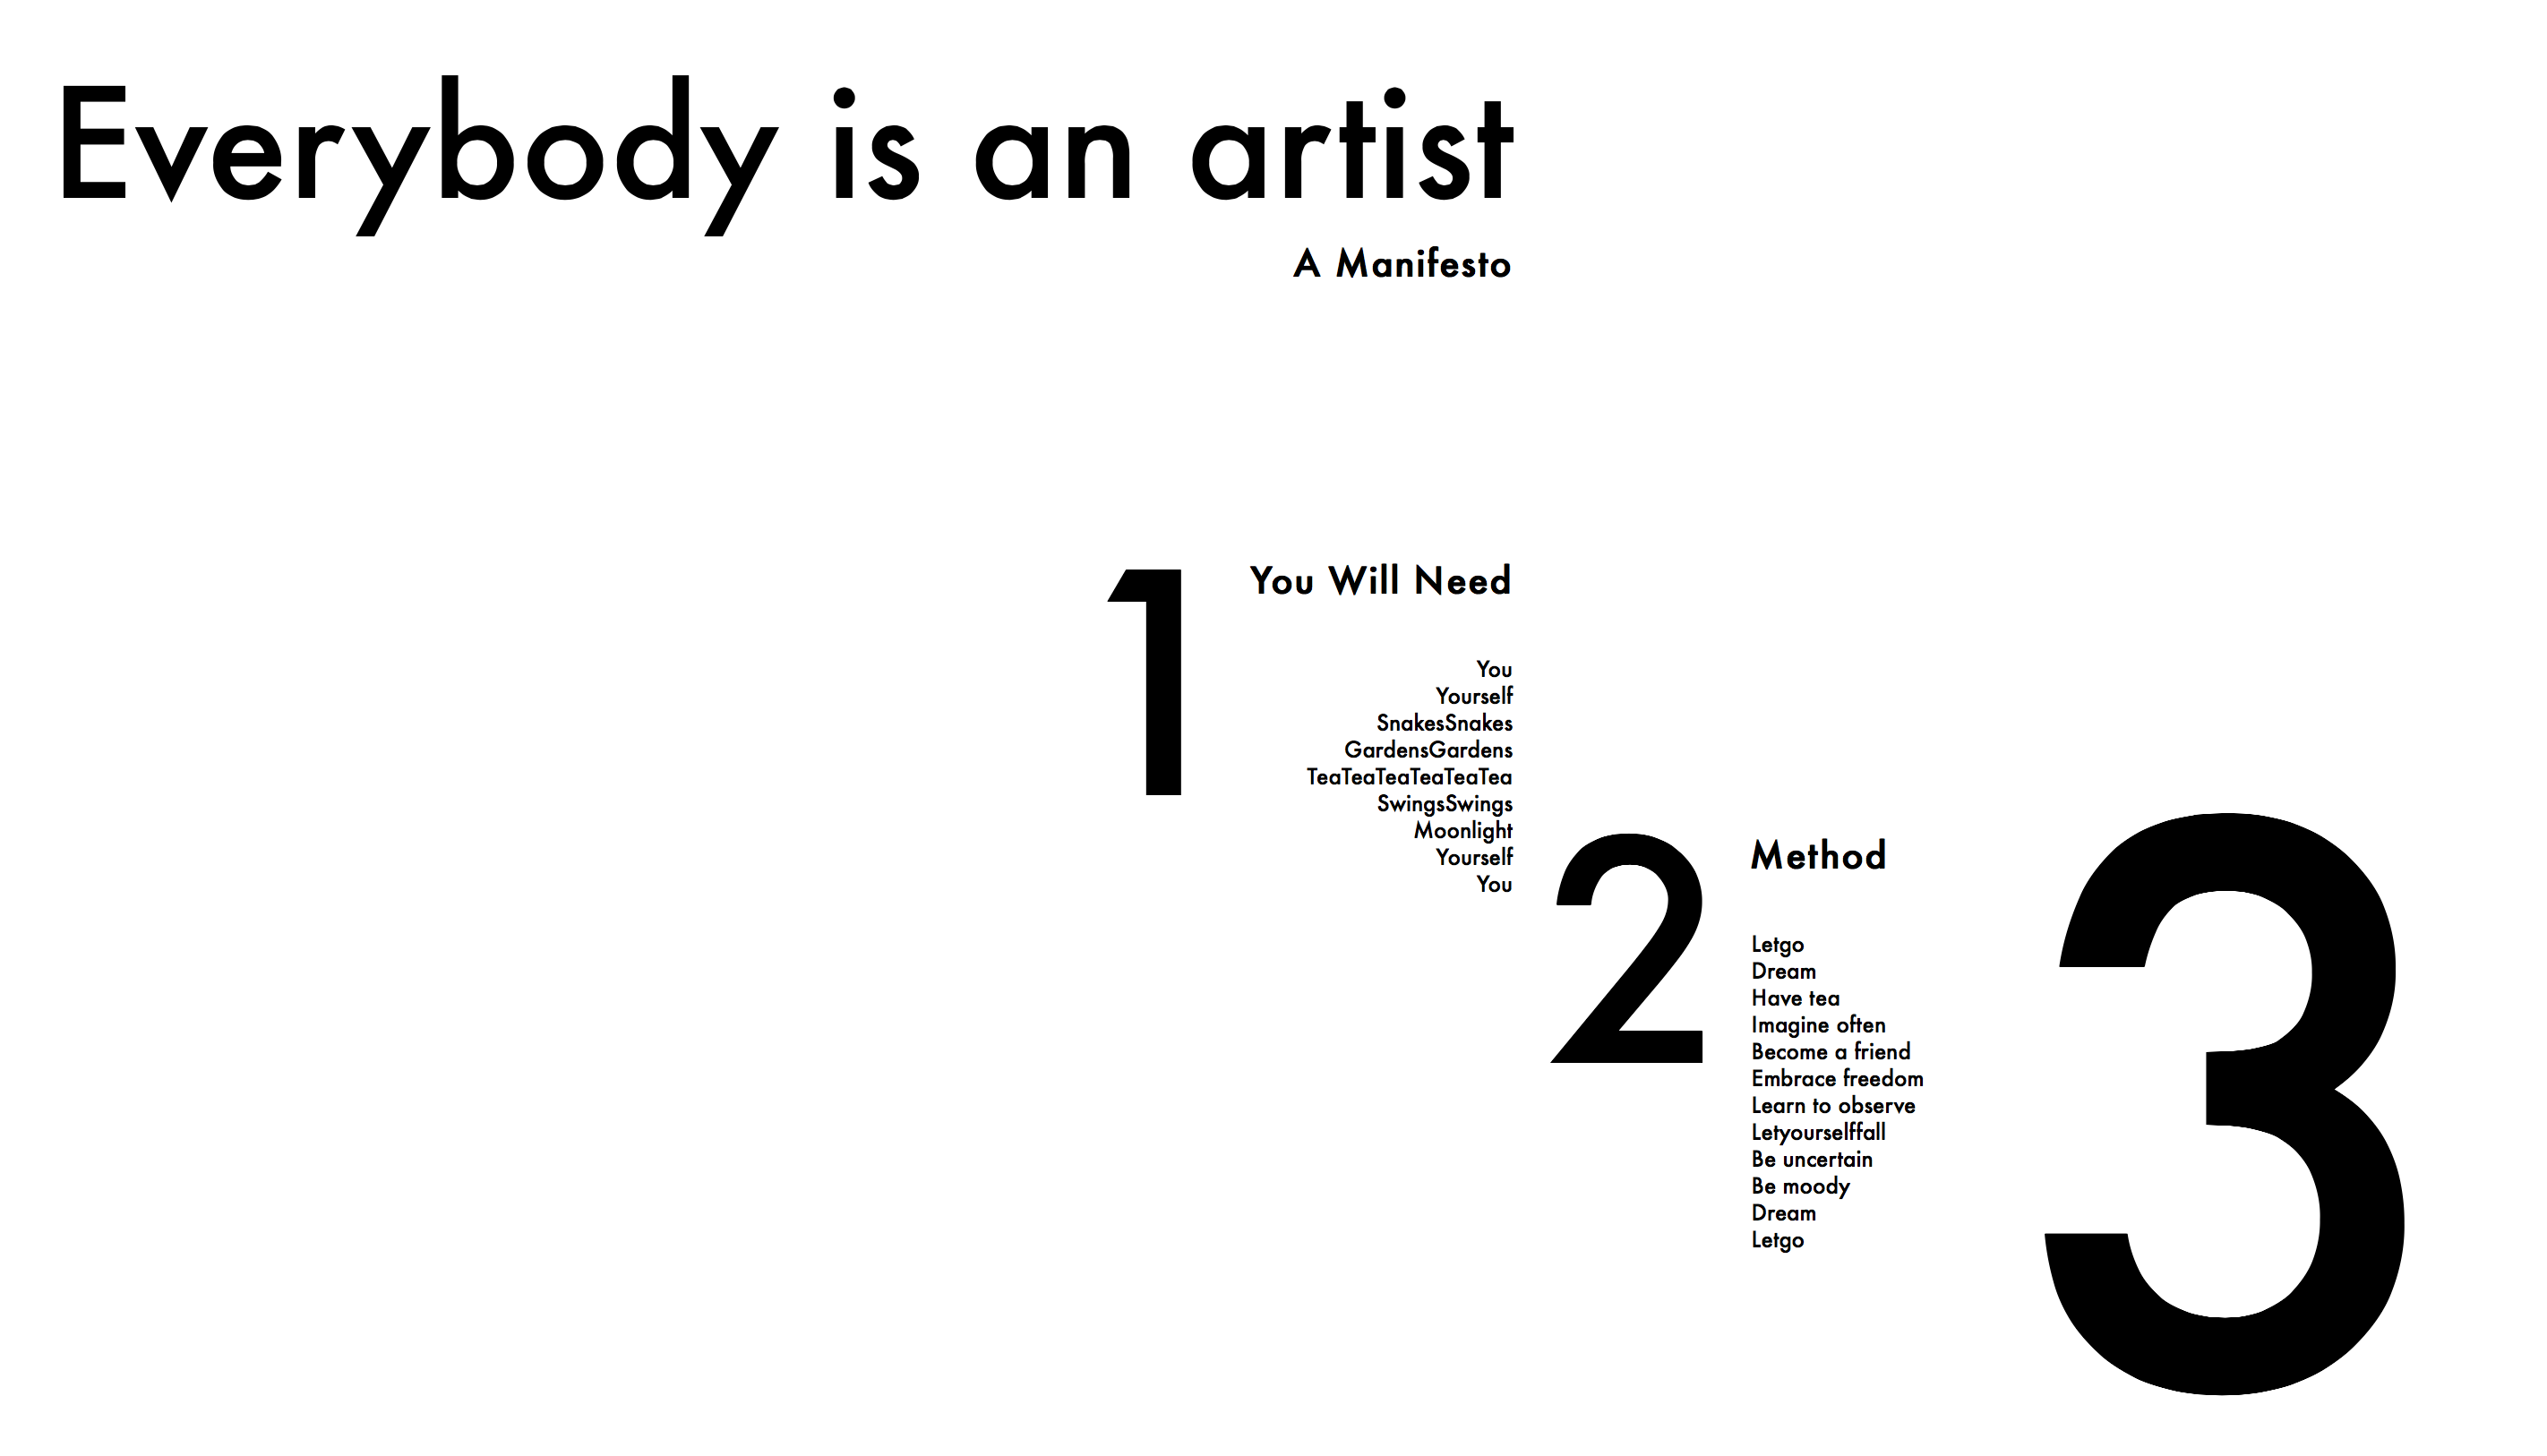 Everybody is an artist
A Manifesto
1
You Will Need
You
Yourself
SnakesSnakes
GardensGardens
TeaTeaTeaTeaTeaTea
SwingsSwings
Moonlight
Yourself
You
2
Method
Letgo
Dream
Have tea
Imagine often
Become a friend
Embrace freedom
Learn to observe
Letyourselffall
Be uncertain
Be moody
Dream
Letgo
3